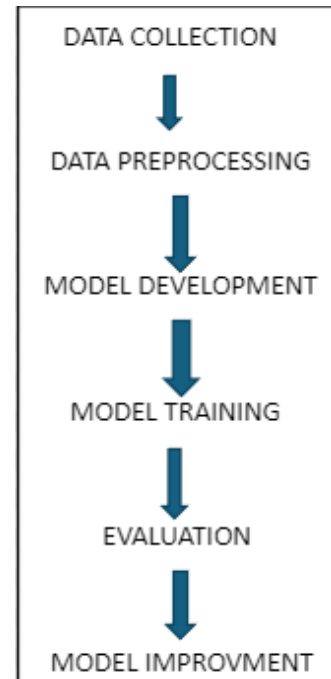 DATA COLLECTION
DATA PREPROCESSING
MODEL DEVELOPMENT
MODEL TRAINING
EVALUATION
MODEL IMPROVMENT